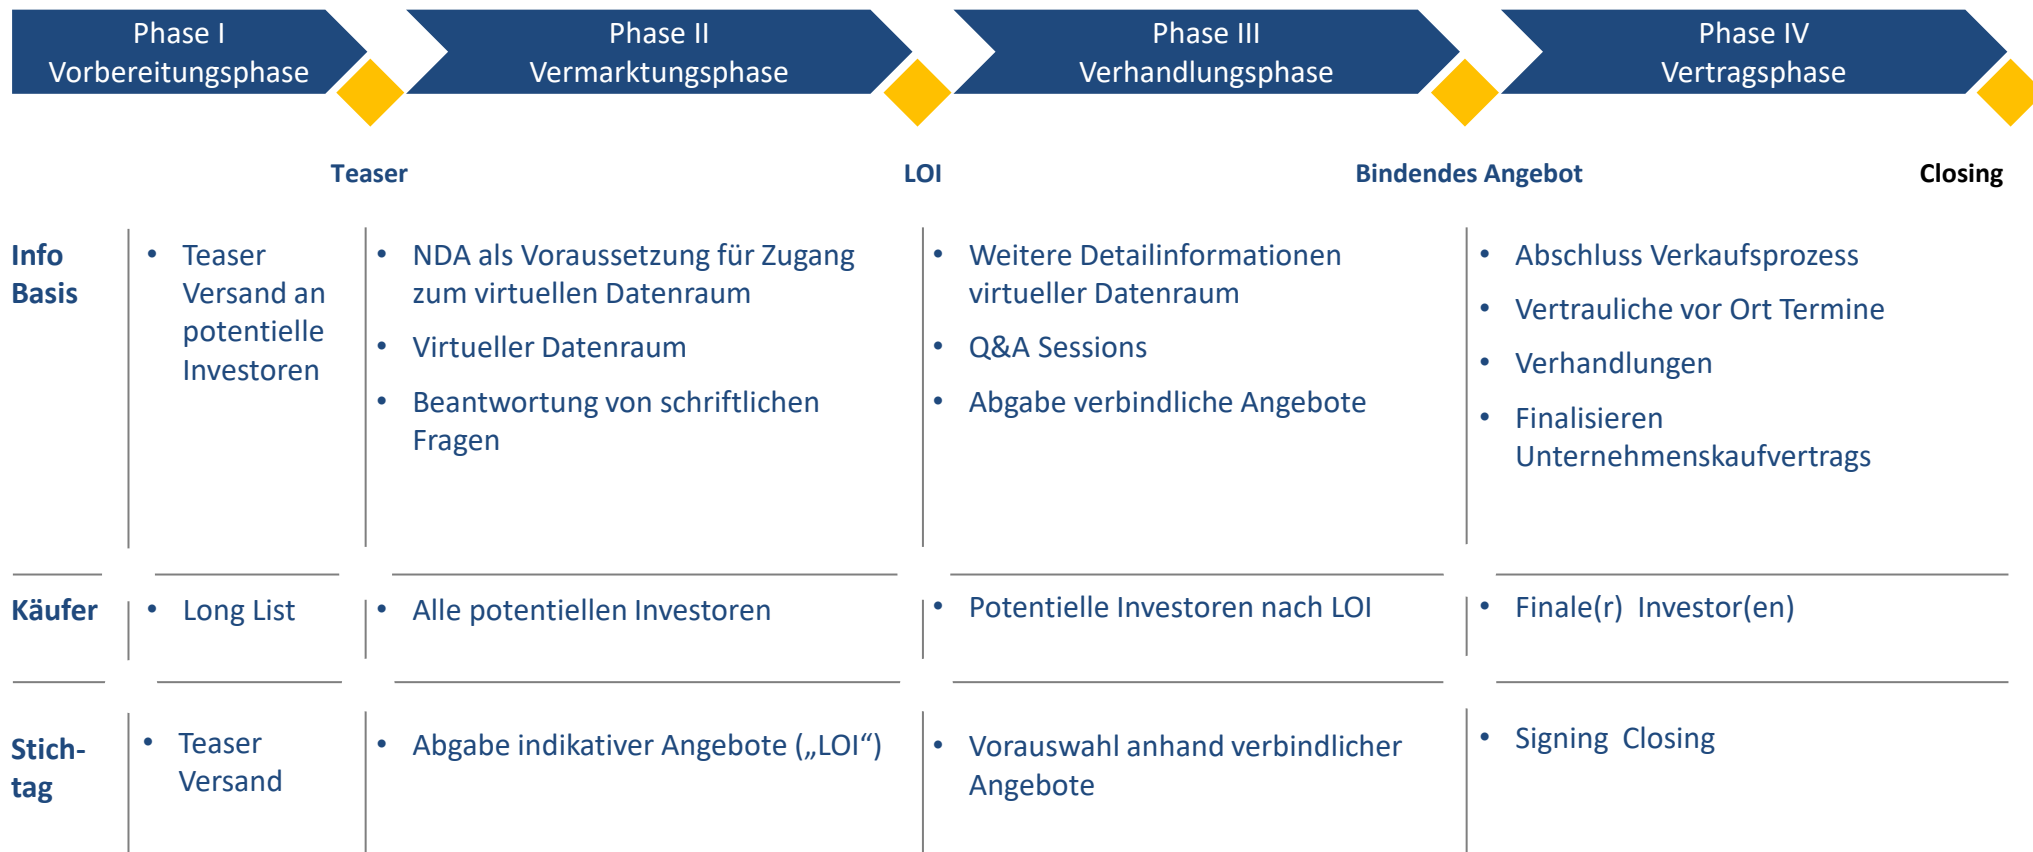 Phase I
Vorbereitungsphase
Phase II
Vermarktungsphase
Phase III
Verhandlungsphase
Phase IV
Vertragsphase
Teaser
LOI
Bindendes Angebot
Closing
Info
Basis
• Teaser
Versand an
potentielle
Investoren
• NDA als Voraussetzung für Zugang
zum virtuellen Datenraum
• Virtueller Datenraum
• Beantwortung von schriftlichen
Fragen
• Weitere Detailinformationen
virtueller Datenraum
• Q&A Sessions
• Abgabe verbindliche Angebote
• Abschluss Verkaufsprozess
• Vertrauliche vor Ort Termine
• Verhandlungen
• Finalisieren
Unternehmenskaufvertrags
Käufer
• Long List
• Alle potentiellen Investoren
• Potentielle Investoren nach LOI
• Finale(r) Investor(en)
Stich-
tag
• Teaser
Versand
• Abgabe indikativer Angebote („LOI“)
• Vorauswahl anhand verbindlicher
Angebote
• Signing Closing